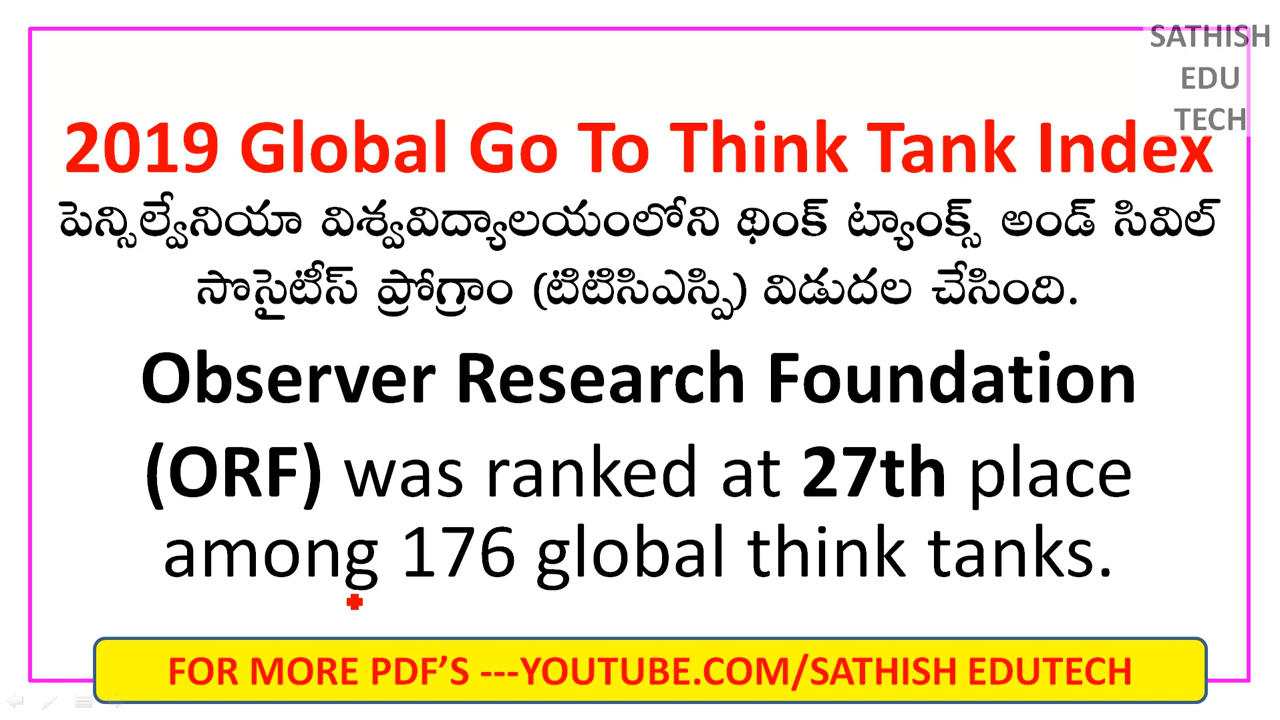 SATHISH
EDU
TECH
2019 Global Go To Think Tank Index
పెన్సిల్వేనియా విశ్వవిద్యాలయంలోని థింక్ ట్యాంక్స్ అండ్ సివిల్
సొసైటీస్ ప్రోగ్రాం (టిటిసిఎస్పి) విడుదల చేసింది.
Observer Research Foundation
(ORF) was ranked at 27th place
among 176 global think tanks.
FOR MORE PDF’S ---YOUTUBE.COM/SATHISH EDUTECH